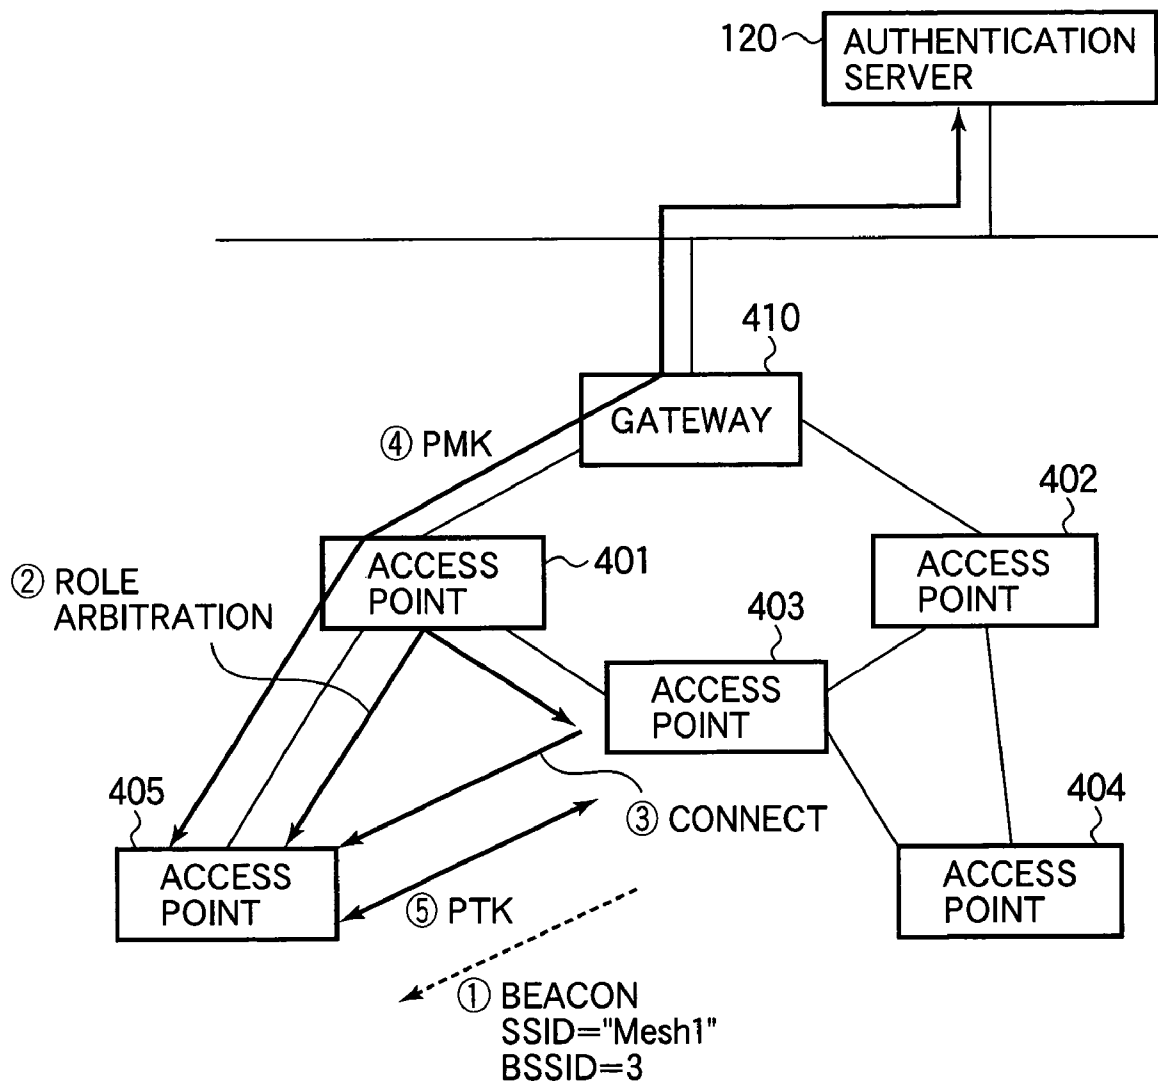 120
AUTHENTICATION
SERVER
410
GATEWAY
④ PMK
402
ACCESS
POINT
401
ACCESS
POINT
② ROLE
ARBITRATION
403
ACCESS
POINT
405
404
③ CONNECT
ACCESS
POINT
ACCESS
POINT
⑤ PTK
① BEACON
SSID="Mesh1"
BSSID=3